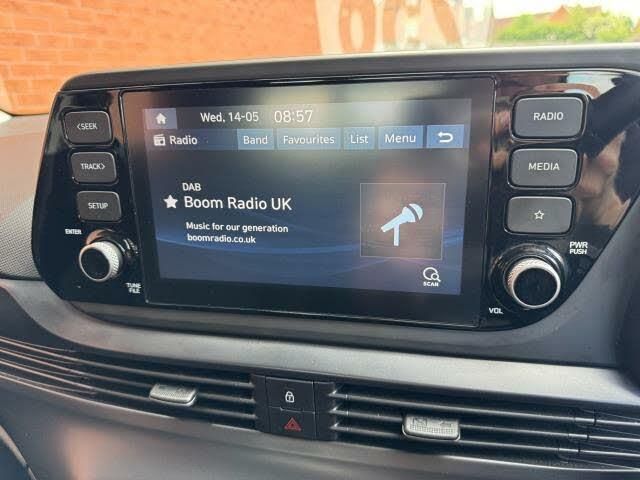 <SEEK
TRACK>
SETUP
ENTER
TUNE
FILE
Wed, 14-05 08:57
Radio Band Favourites List Menu
DAB
Boom Radio UK
Music for our generation
boomradio.co.uk
SCAN
RADIO
MEDIA
PWR
PUSH
VOL